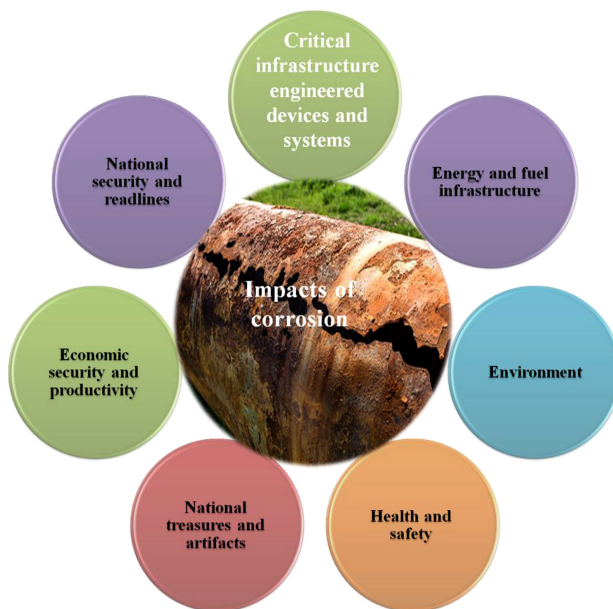 Critical
infrastructure
engineered
devices and
systems
Energy and fuel
infrastructure
Environment
Health and
safety
National
treasures and
artifacts
Economic
security and
productivity
National
security and
readlines
Impacts of
corrosion